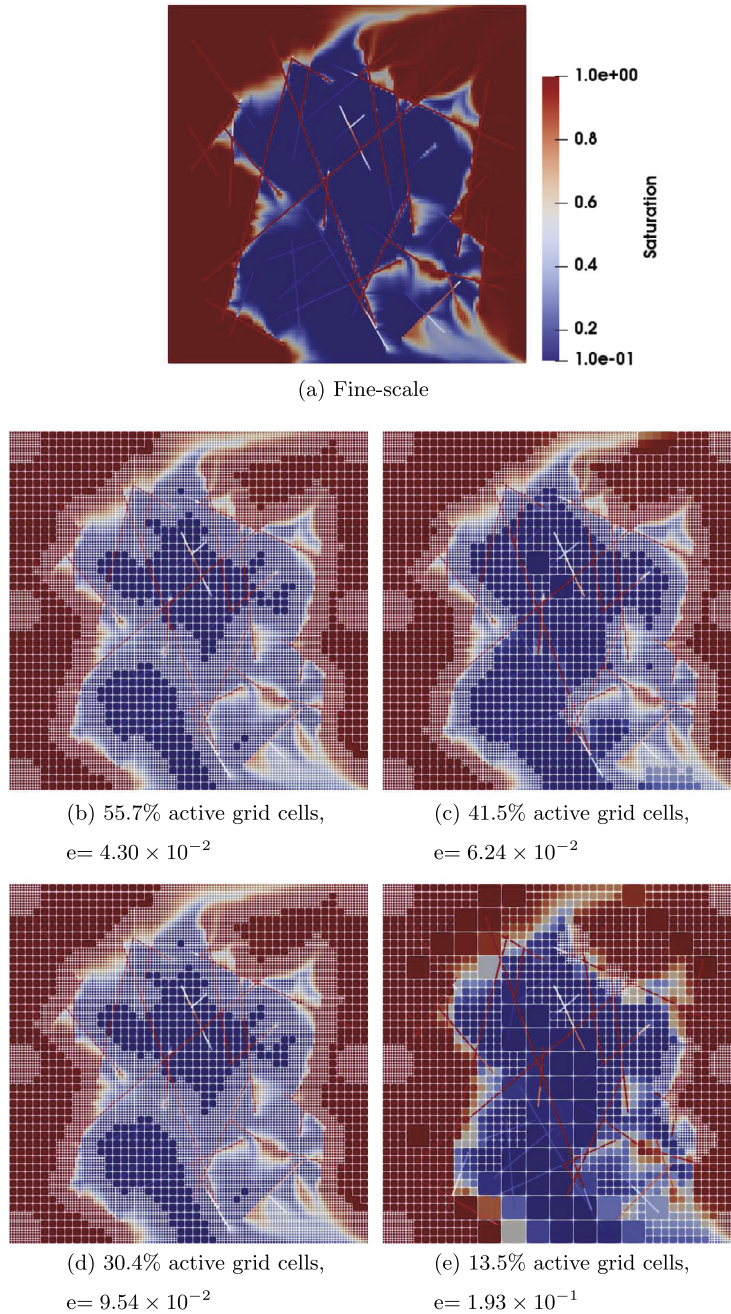 1.0e+00
0.8
0.6
0.4
0.2
1.0e-01
Saturation
(a) Fine-scale
(b) 55.7% active grid cells,
e= 4.30 × 10⁻²
(c) 41.5% active grid cells,
e= 6.24 × 10⁻²
(d) 30.4% active grid cells,
e= 9.54 × 10⁻²
(e) 13.5% active grid cells,
e= 1.93 × 10⁻¹